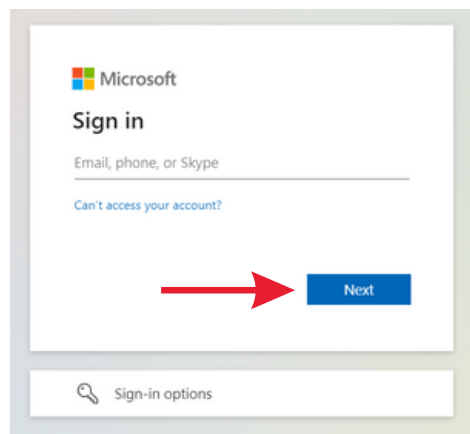 Microsoft
Sign in
Email, phone, or Skype
Can't access your account?
Next
Sign-in options